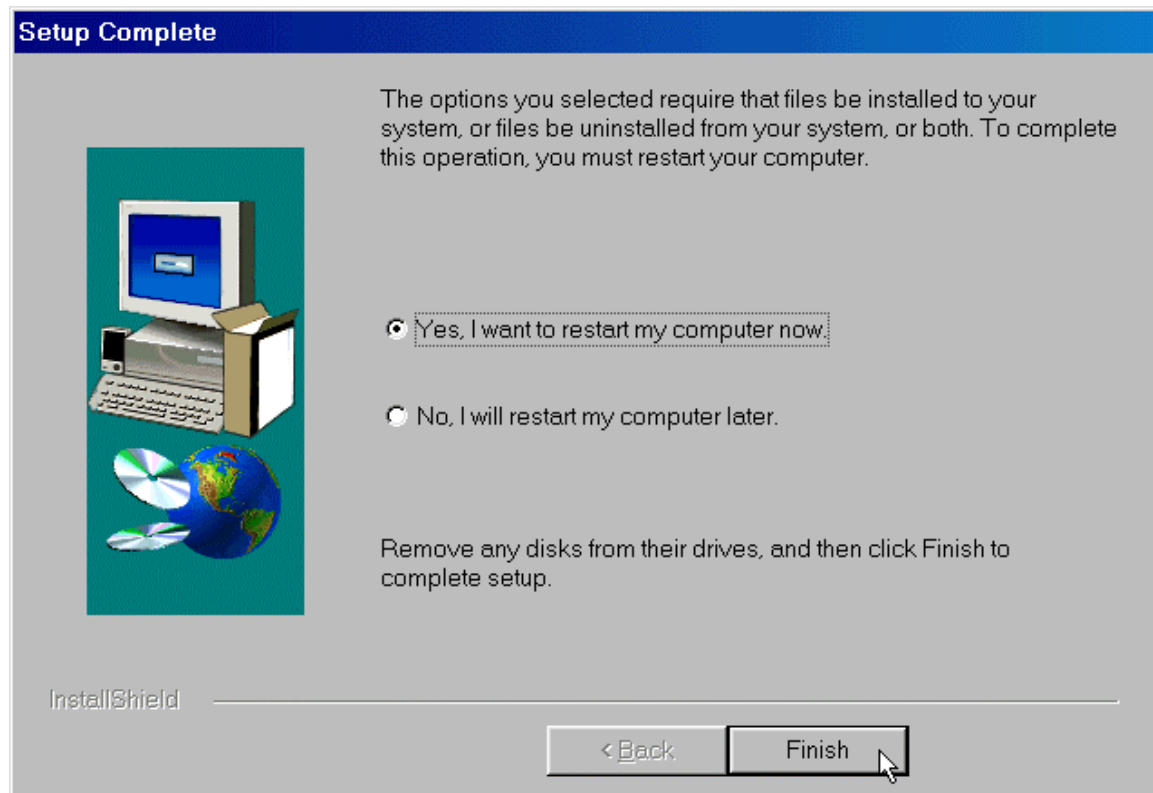 Setup Complete
The options you selected require that files be installed to your
system, or files be uninstalled from your system, or both. To complete
this operation, you must restart your computer.
Yes, I want to restart my computer now.
No, I will restart my computer later.
Remove any disks from their drives, and then click Finish to
complete setup.
InstallShield
< Back
Finish